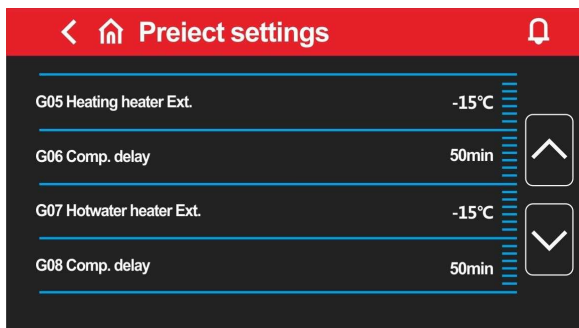 Preiect settings
G05 Heating heater Ext. -15℃
G06 Comp. delay 50min
G07 Hotwater heater Ext. -15℃
G08 Comp. delay 50min